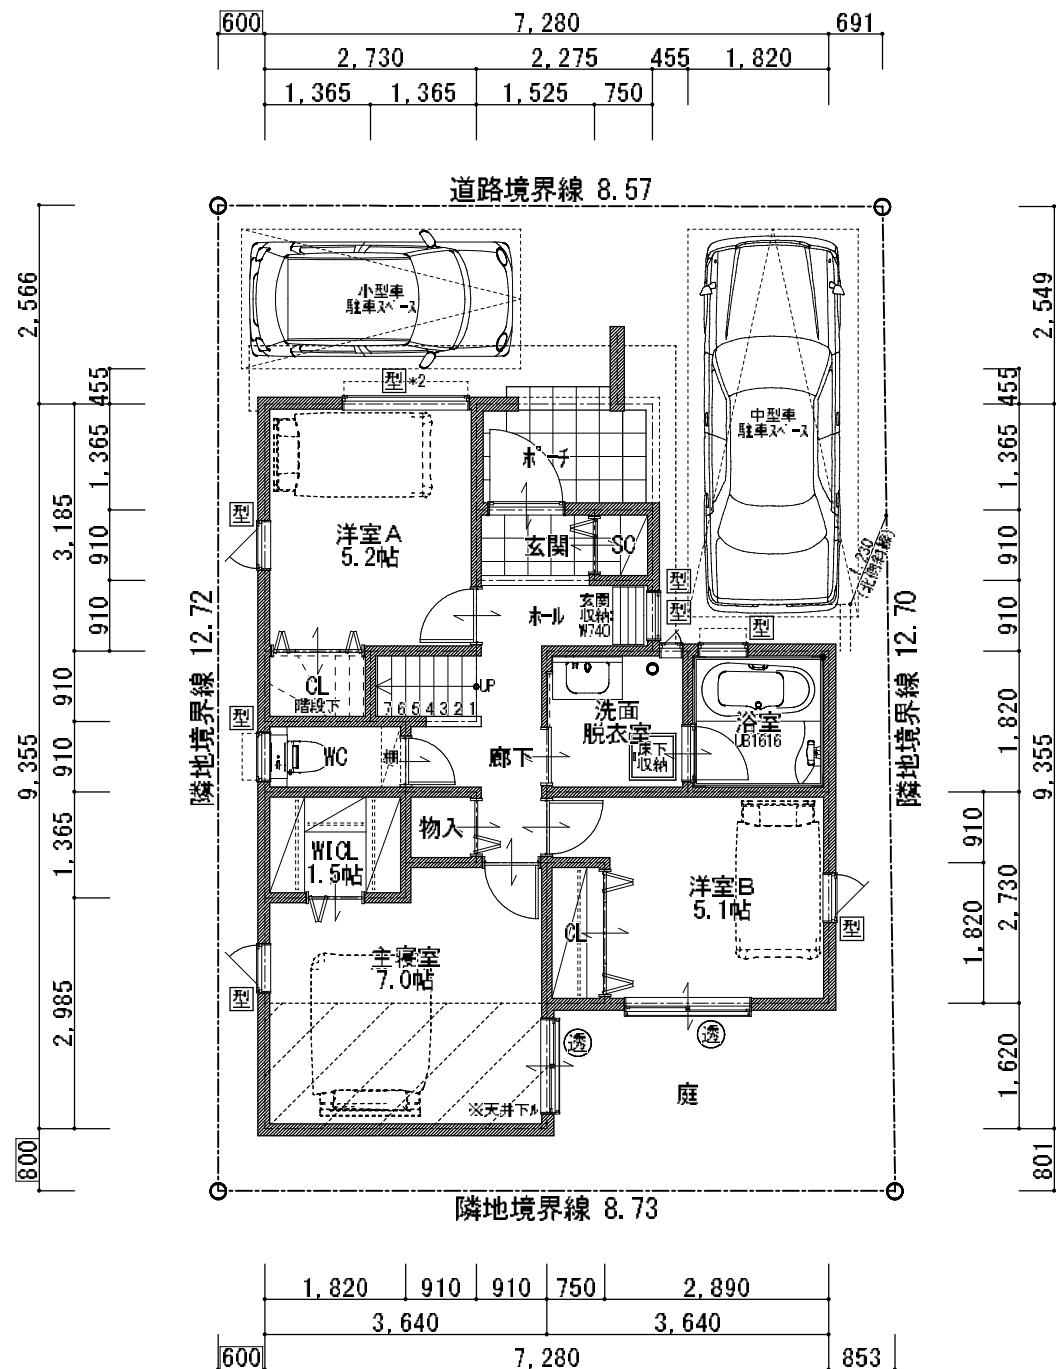 600 7,280 691
2,730 2,275 455 1,820
1,365 1,365 1,525 750
道路境界線 8.57
小型車
駐車スペース
中型車
駐車スペース
2,566
455
1,365
3,185
910
910
910
9,355
910
1,365
2,985
800
2,549
455
1,365
910
910
1,820
9,355
910
2,730
1,820
1,620
801
隣地境界線 12.72
隣地境界線 12.70
1,230
(北側斜線)
型 *2
ポーチ
型
洋室A
5.2帖
玄関
SC
型
型
ホール
玄関
収納
W740
型
CL
階段下
UP
7 6 5 4 3 2 1
洗面
脱衣室
床下
収納
浴室
UB1616
型
WC
棚
廊下
物入
WICL
1.5帖
洋室B
5.1帖
型
CL
主寝室
7.0帖
型
透
透
※天井下ル
庭
隣地境界線 8.73
1,820 910 910 750 2,890
3,640 3,640
600 7,280 853